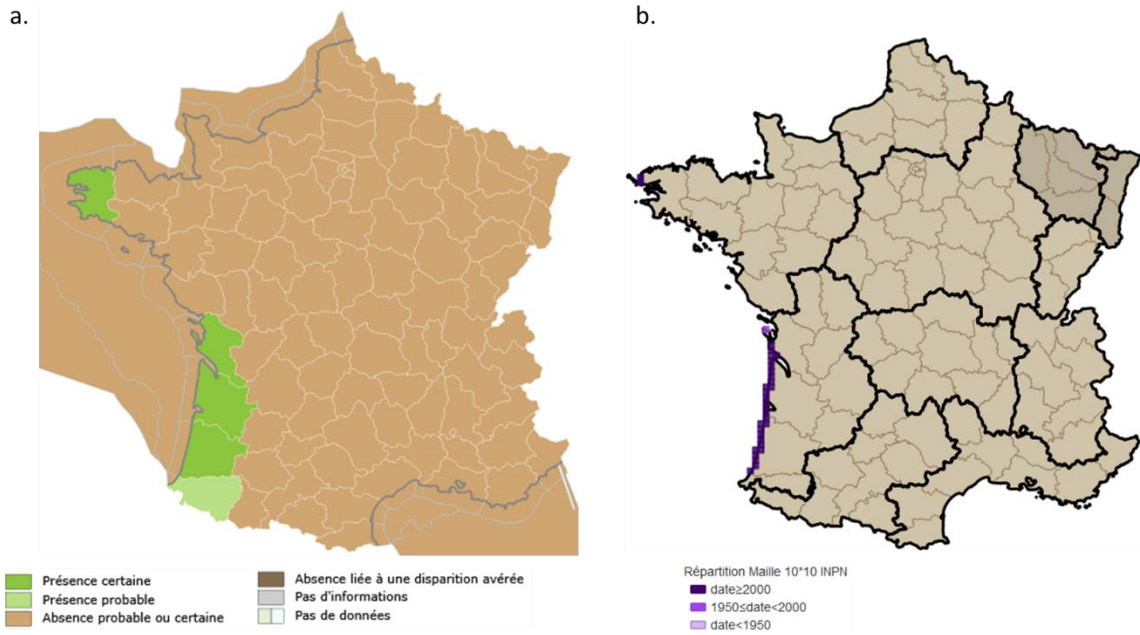 a.
b.
Présence certaine
Présence probable
Absence probable ou certaine
Absence liée à une disparition avérée
Pas d'informations
Pas de données
Répartition Maille 10*10 INPN
date≥2000
1950≤date<2000
date<1950